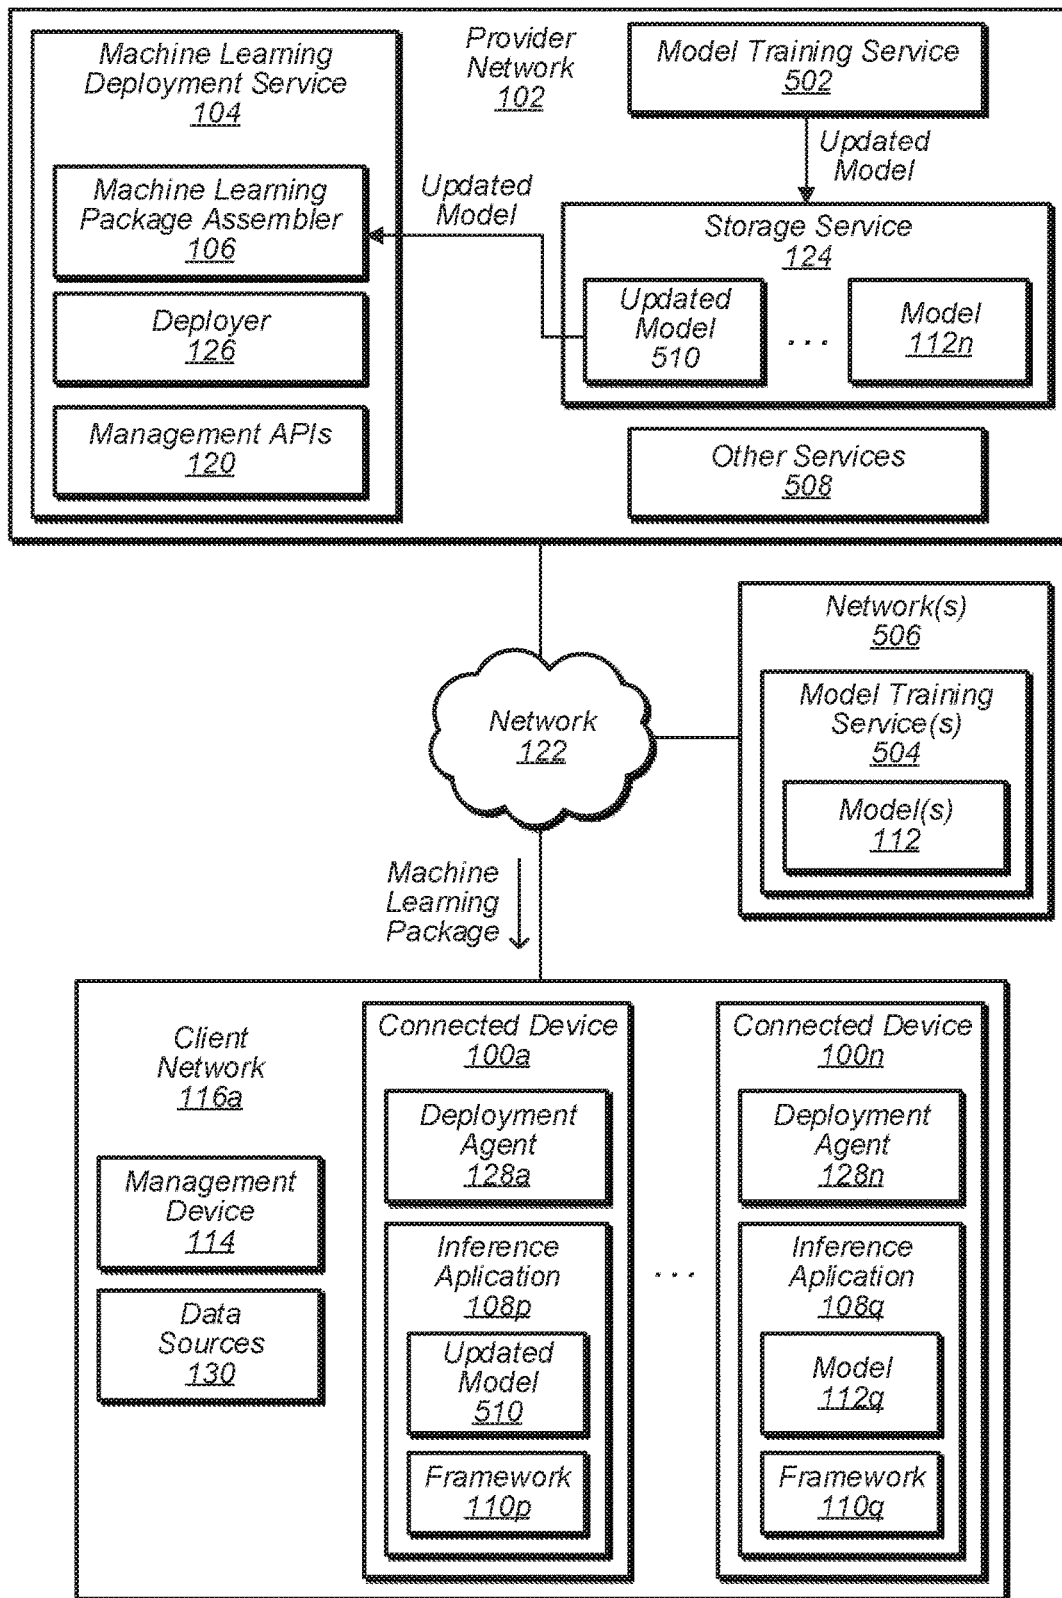 Machine Learning
Deployment Service
104
Machine Learning
Package Assembler
106
Deployer
126
Management APIs
120
Provider
Network
102
Model Training Service
502
Updated
Model
Updated
Model
Storage Service
124
Updated
Model
510
...
Model
112n
Other Services
508
Network(s)
506
Model Training
Service(s)
504
Model(s)
112
Network
122
Machine
Learning
Package
Client
Network
116a
Management
Device
114
Data
Sources
130
Connected Device
100a
Deployment
Agent
128a
Inference
Aplication
108p
Updated
Model
510
Framework
110p
...
Connected Device
100n
Deployment
Agent
128n
Inference
Aplication
108q
Model
112q
Framework
110q